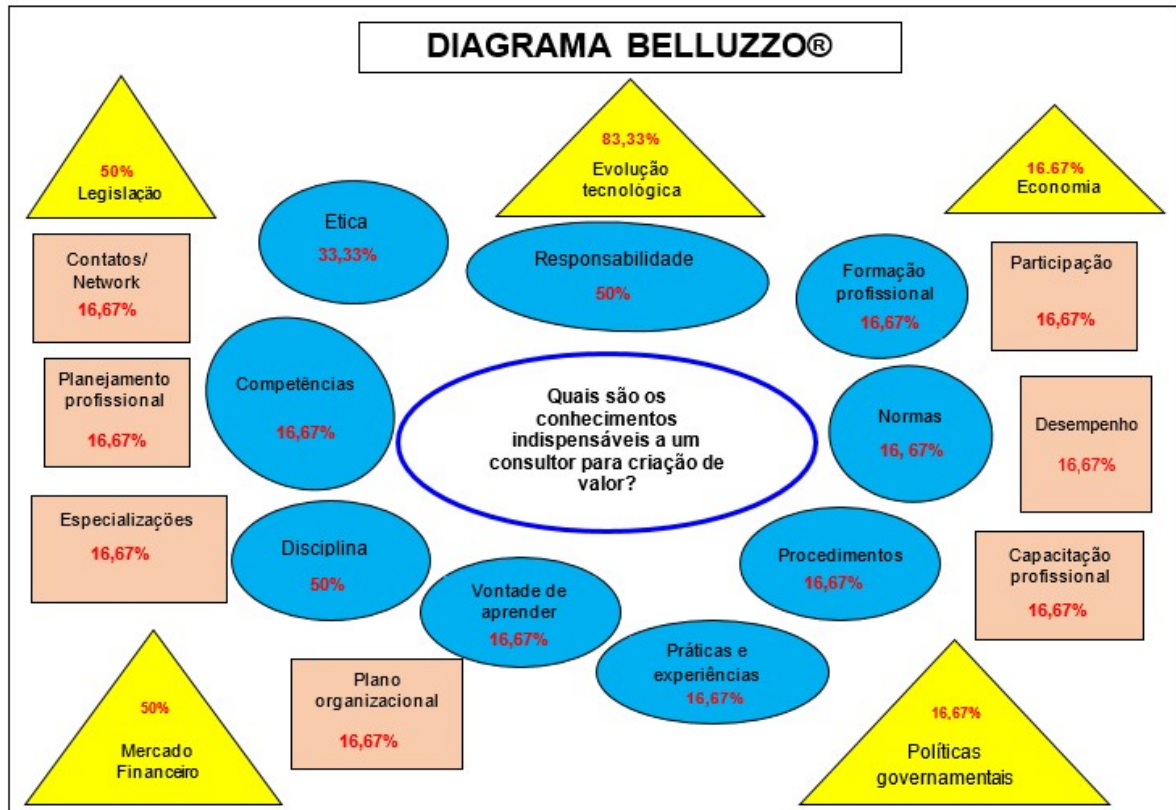 DIAGRAMA BELLUZZO®
50%
Legislação
83,33%
Evolução
tecnológica
16.67%
Economia
Etica
33,33%
Responsabilidade
50%
Formação
profissional
16,67%
Contatos/
Network
16,67%
Participação
16,67%
Planejamento
profissional
16,67%
Competências
16,67%
Quais são os
conhecimentos
indispensáveis a um
consultor para criação de
valor?
Normas
16, 67%
Desempenho
16,67%
Especializações
16,67%
Disciplina
50%
Vontade de
aprender
16,67%
Procedimentos
16,67%
Capacitação
profissional
16,67%
Práticas e
experiências
16,67%
Plano
organizacional
16,67%
50%
Mercado
Financeiro
16,67%
Políticas
governamentais